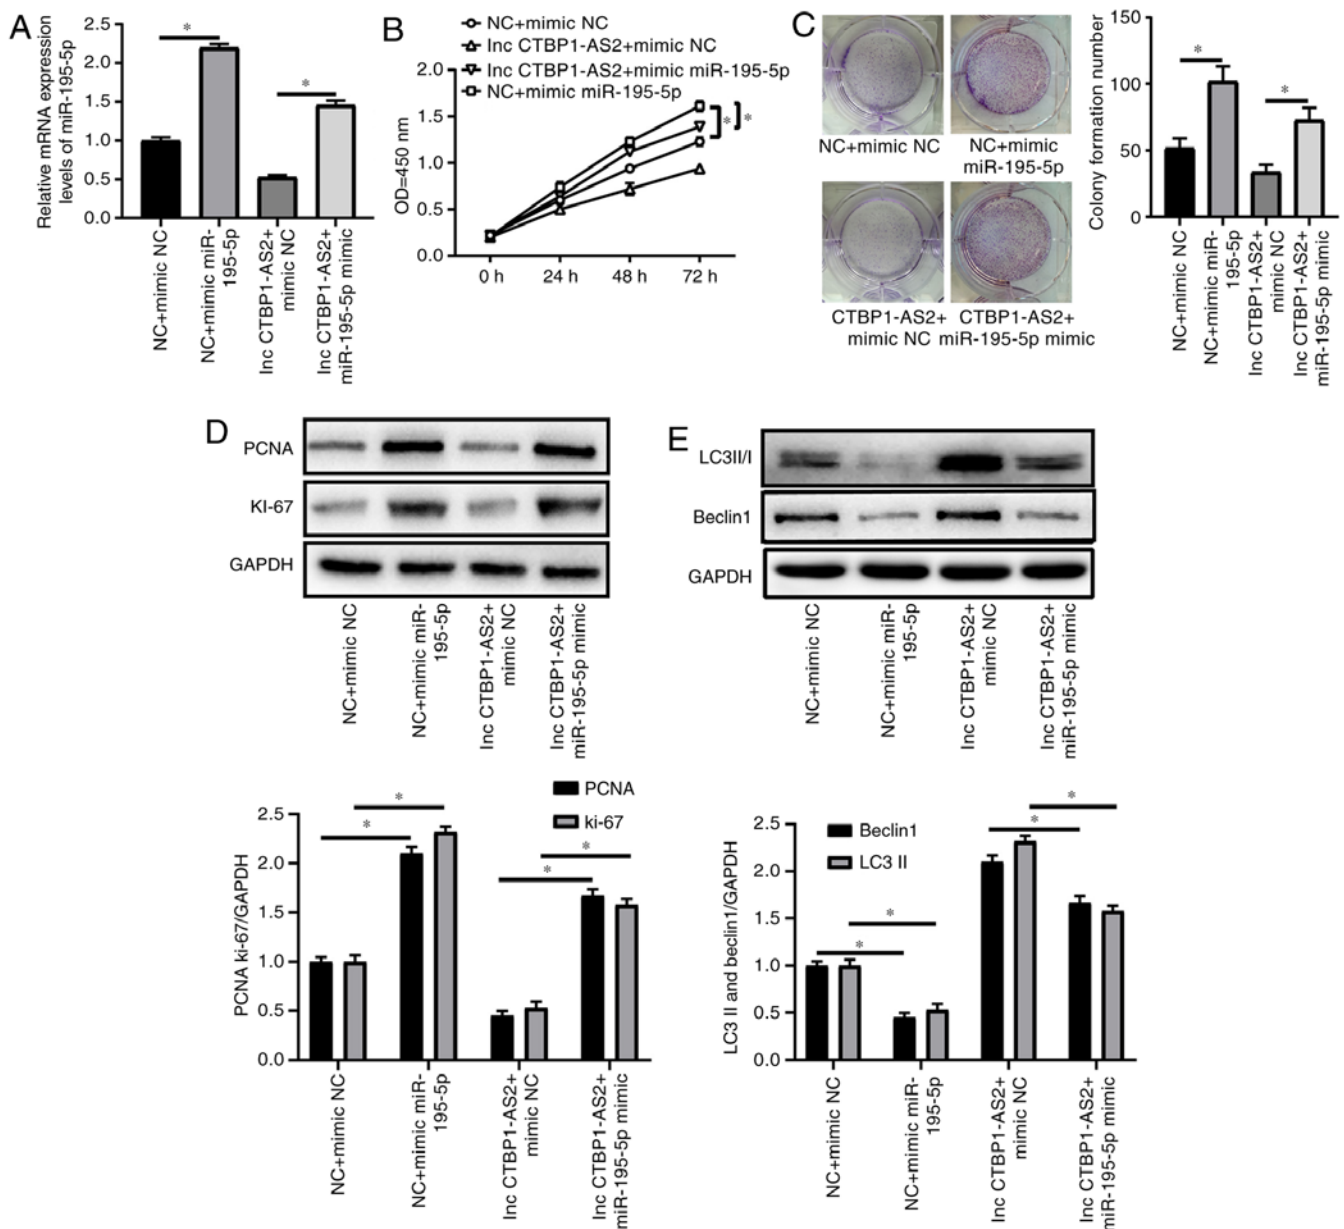 A
Relative mRNA expression
levels of miR-195-5p
2.5
2.0
1.5
1.0
0.5
0.0
*
*
NC+mimic NC
NC+mimic miR-
195-5p
lnc CTBP1-AS2+
mimic NC
lnc CTBP1-AS2+
miR-195-5p mimic
B
NC+mimic NC
lnc CTBP1-AS2+mimic NC
lnc CTBP1-AS2+mimic miR-195-5p
NC+mimic miR-195-5p
OD=450 nm
2.0
1.5
1.0
0.5
0.0
*
*
0 h
24 h
48 h
72 h
C
NC+mimic NC
NC+mimic
miR-195-5p
CTBP1-AS2+
mimic NC
CTBP1-AS2+
miR-195-5p mimic
Colony formation number
150
100
50
0
*
*
NC+mimic NC
NC+mimic miR-
195-5p
lnc CTBP1-AS2+
mimic NC
lnc CTBP1-AS2+
miR-195-5p mimic
D
PCNA
KI-67
GAPDH
NC+mimic NC
NC+mimic miR-
195-5p
lnc CTBP1-AS2+
mimic NC
lnc CTBP1-AS2+
miR-195-5p mimic
PCNA
ki-67
PCNA ki-67/GAPDH
2.5
2.0
1.5
1.0
0.5
0.0
*
*
*
*
NC+mimic NC
NC+mimic miR-
195-5p
lnc CTBP1-AS2+
mimic NC
lnc CTBP1-AS2+
miR-195-5p mimic
E
LC3II/I
Beclin1
GAPDH
NC+mimic NC
NC+mimic miR-
195-5p
lnc CTBP1-AS2+
mimic NC
lnc CTBP1-AS2+
miR-195-5p mimic
Beclin1
LC3 II
LC3 II and beclin1/GAPDH
2.5
2.0
1.5
1.0
0.5
0.0
*
*
*
*
NC+mimic NC
NC+mimic miR-
195-5p
lnc CTBP1-AS2+
mimic NC
lnc CTBP1-AS2+
miR-195-5p mimic